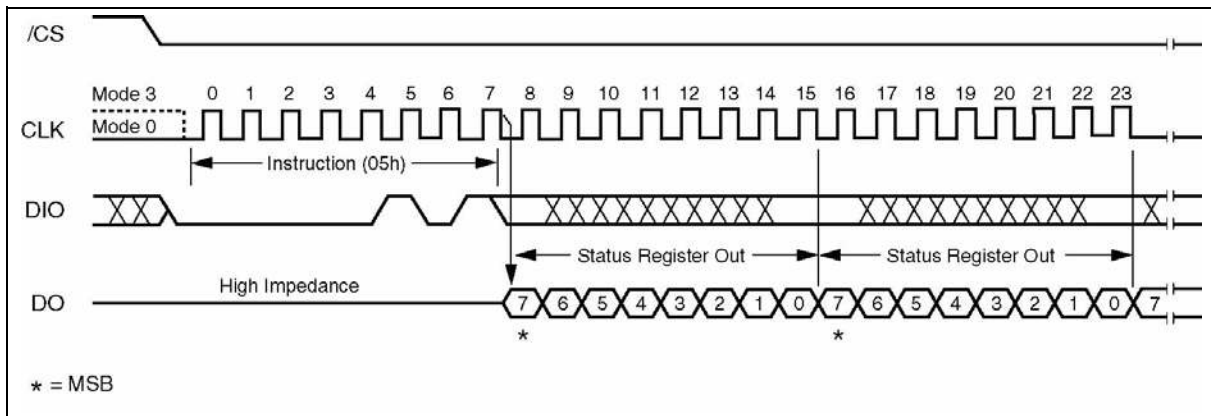 /CS
Mode 3
0 1 2 3 4 5 6 7 8 9 10 11 12 13 14 15 16 17 18 19 20 21 22 23
CLK
Mode 0
Instruction (05h)
DIO
Status Register Out
Status Register Out
High Impedance
DO
7 6 5 4 3 2 1 0 7 6 5 4 3 2 1 0 7
* *
* = MSB